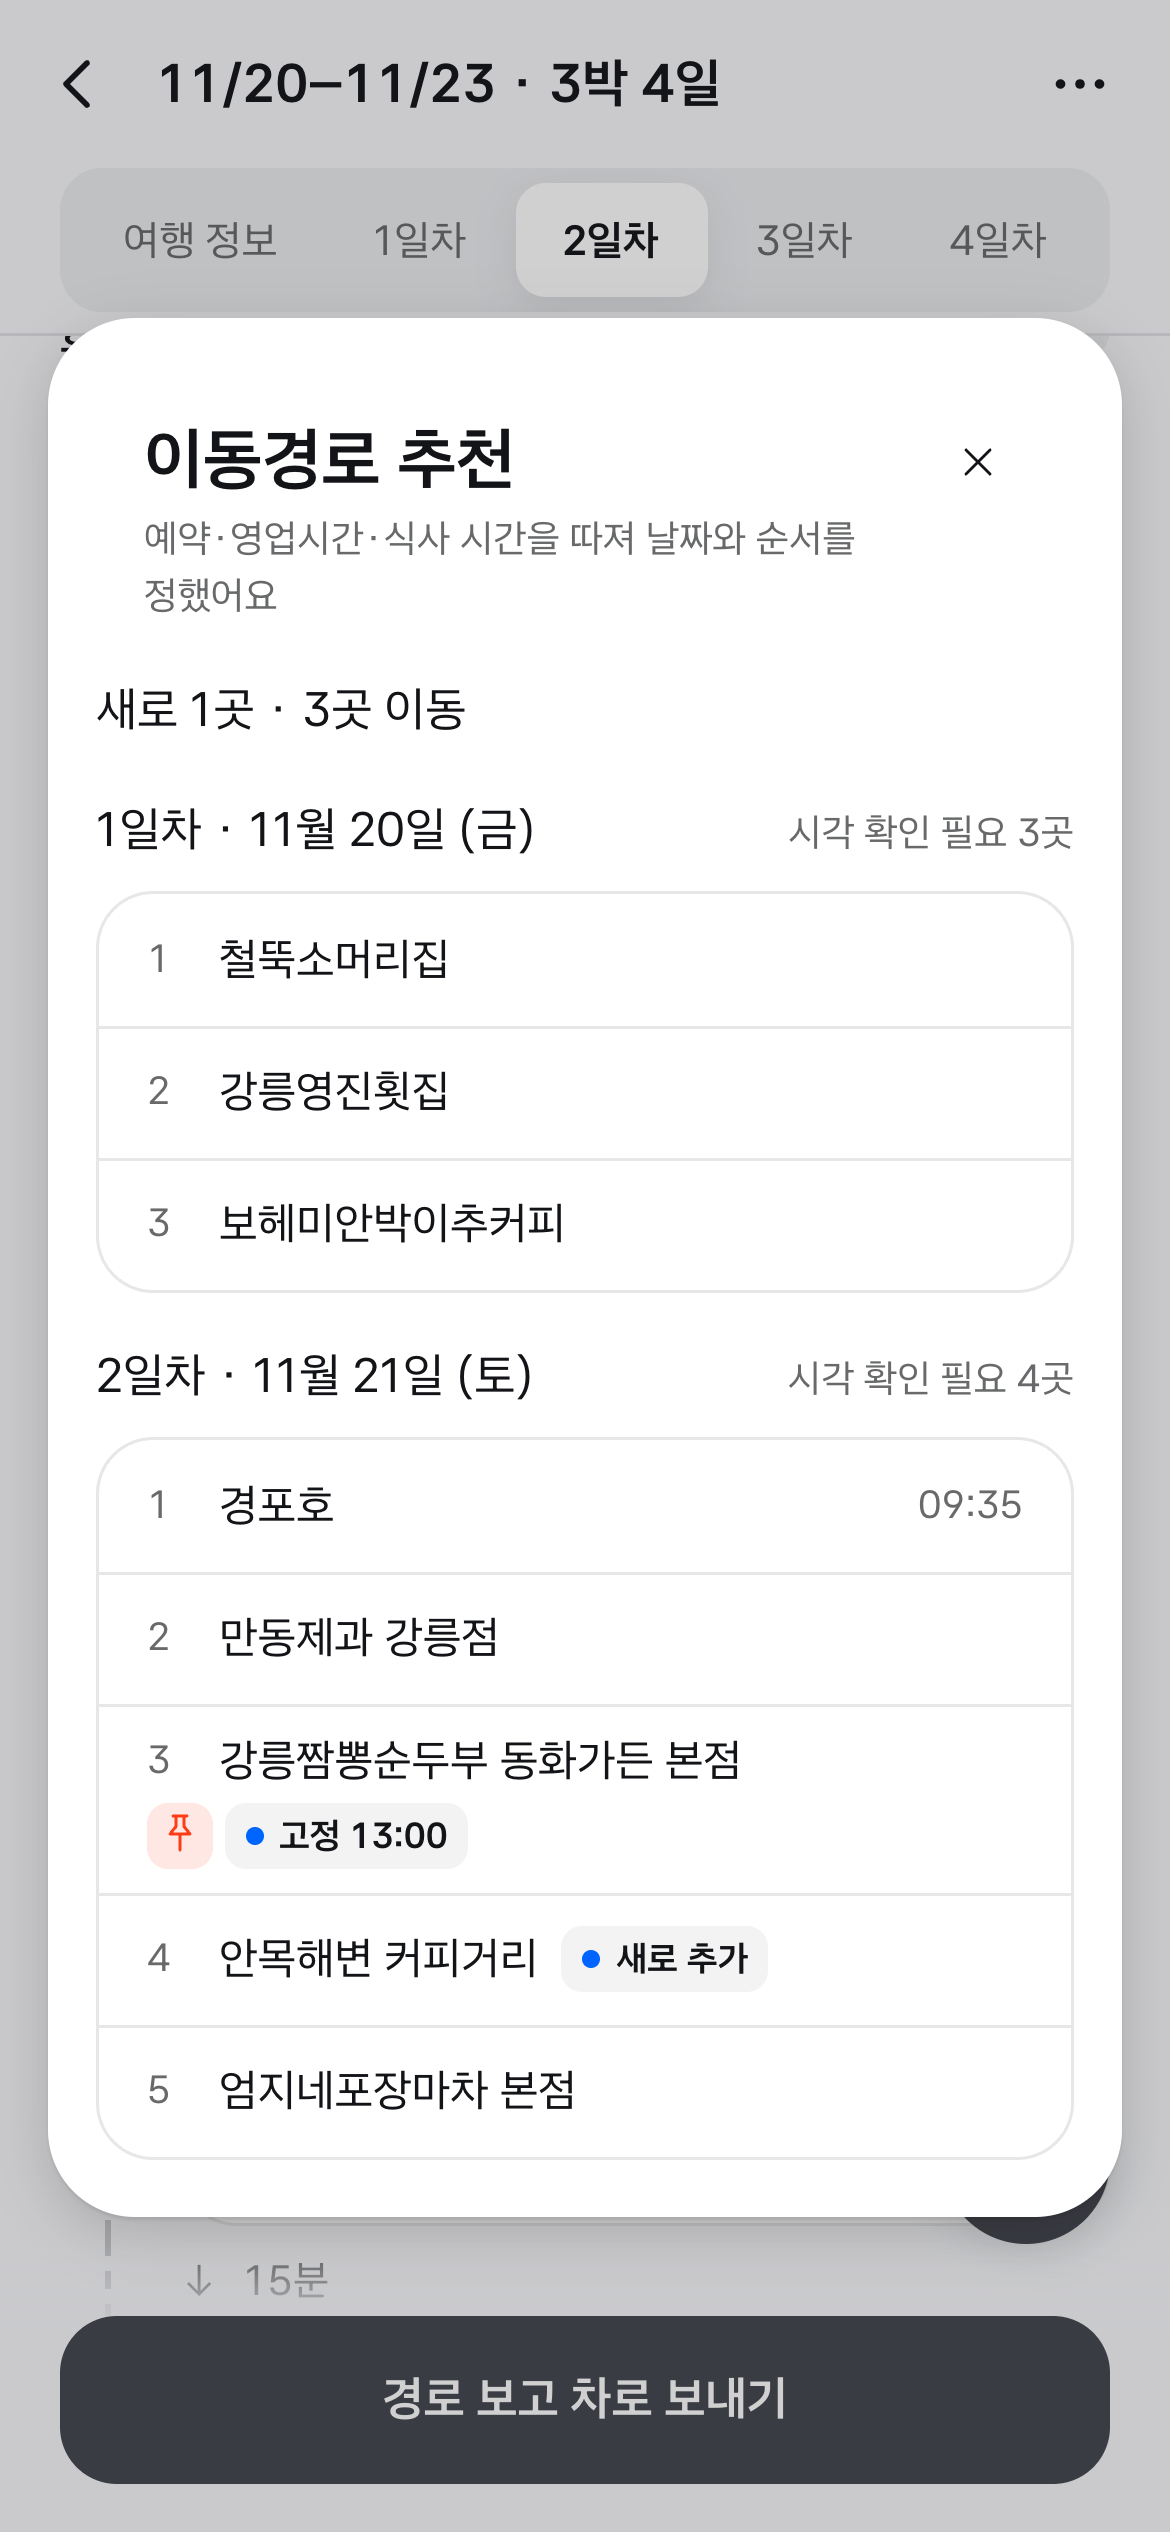 11/20–11/23 · 3박 4일
여행 정보
1일차
2일차
3일차
4일차
이동경로 추천
예약·영업시간·식사 시간을 따져 날짜와 순서를
정했어요
새로 1곳 · 3곳 이동
1일차 · 11월 20일 (금)
시각 확인 필요 3곳
1 철뚝소머리집
2 강릉영진횟집
3 보헤미안박이추커피
2일차 · 11월 21일 (토)
시각 확인 필요 4곳
1 경포호 09:35
2 만동제과 강릉점
3 강릉짬뽕순두부 동화가든 본점
고정 13:00
4 안목해변 커피거리 새로 추가
5 엄지네포장마차 본점
15분
경로 보고 차로 보내기